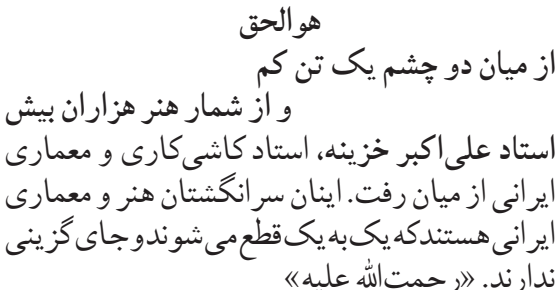 هوالحق
از میان دو چشم یک تن کم
و از شمار هنر هزاران بیش
استاد علی‌اکبر خزینه، استاد کاشی‌کاری و معماری
ایرانی از میان رفت. اینان سرانگشتان هنر و معماری
ایرانی هستندکه یک‌به‌یک قطع می‌شوندو جای گزینی
ندارند. «رحمت‌الله علیه»